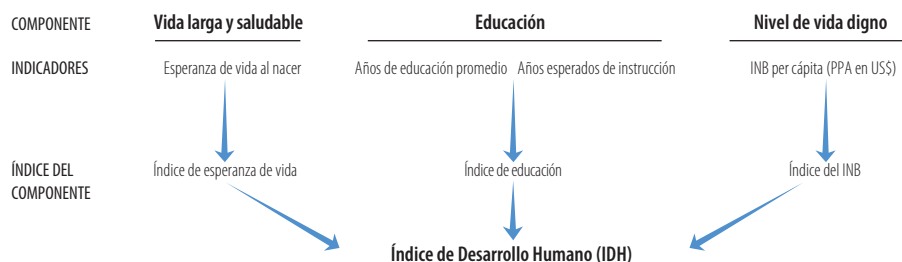 COMPONENTE Vida larga y saludable Educación Nivel de vida digno
INDICADORES Esperanza de vida al nacer Años de educación promedio Años esperados de instrucción INB per cápita (PPA en US$)
ÍNDICE DEL COMPONENTE Índice de esperanza de vida Índice de educación Índice del INB
Índice de Desarrollo Humano (IDH)